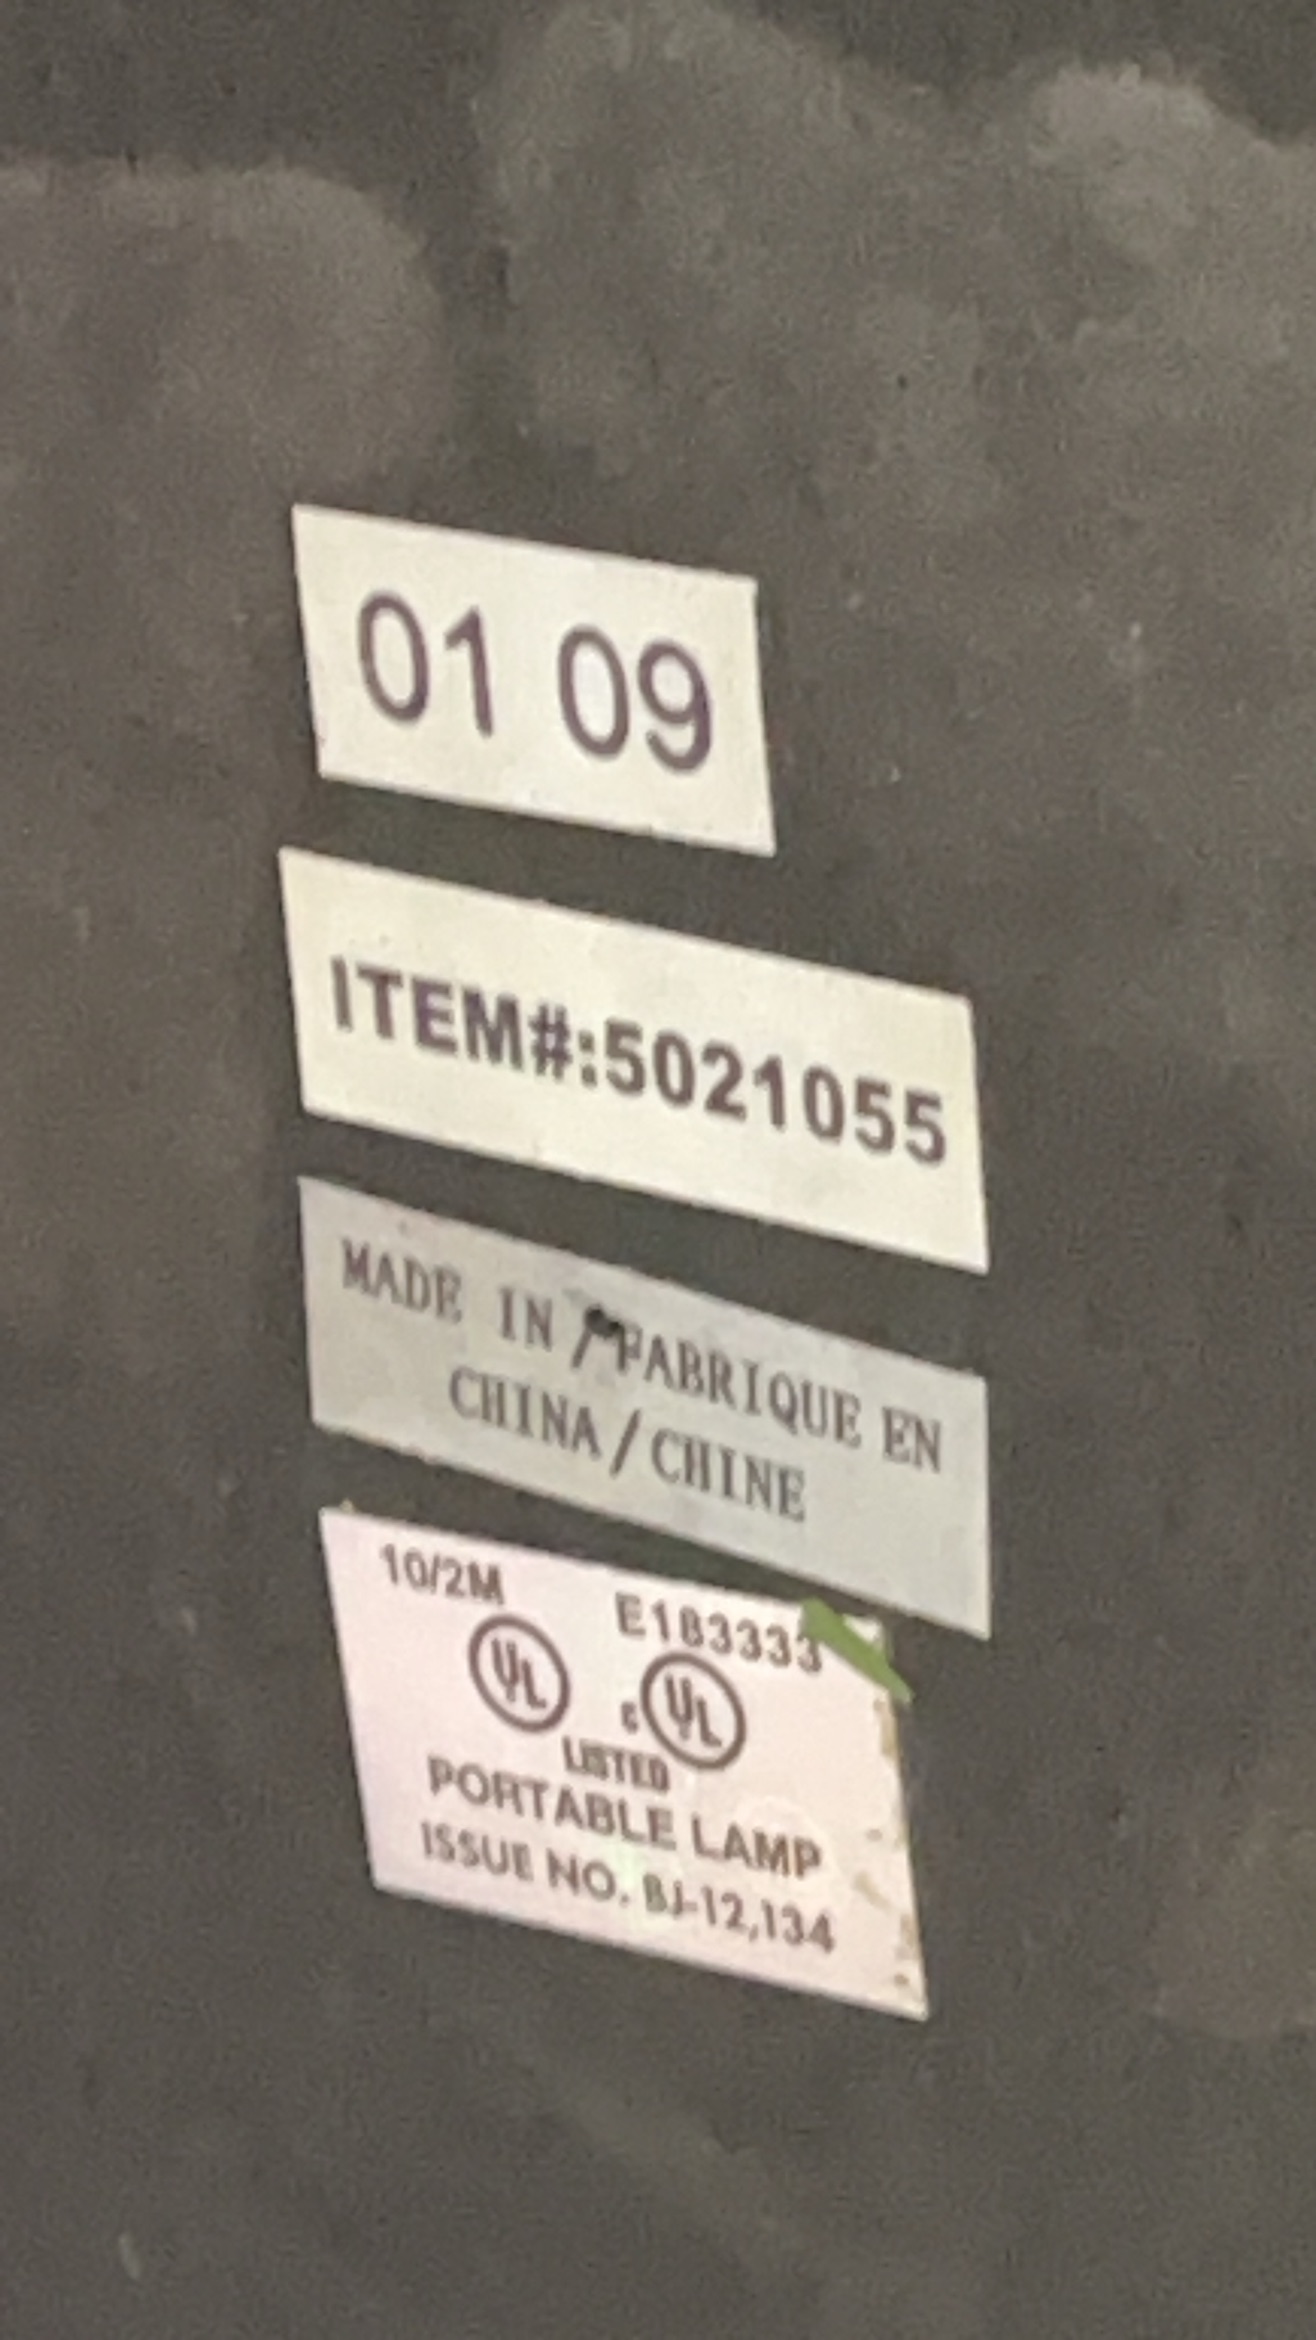 01 09
ITEM#:5021055
MADE IN / FABRIQUE EN
CHINA / CHINE
10/2M E183333
UL c UL
LISTED
PORTABLE LAMP
ISSUE NO. BJ-12,134